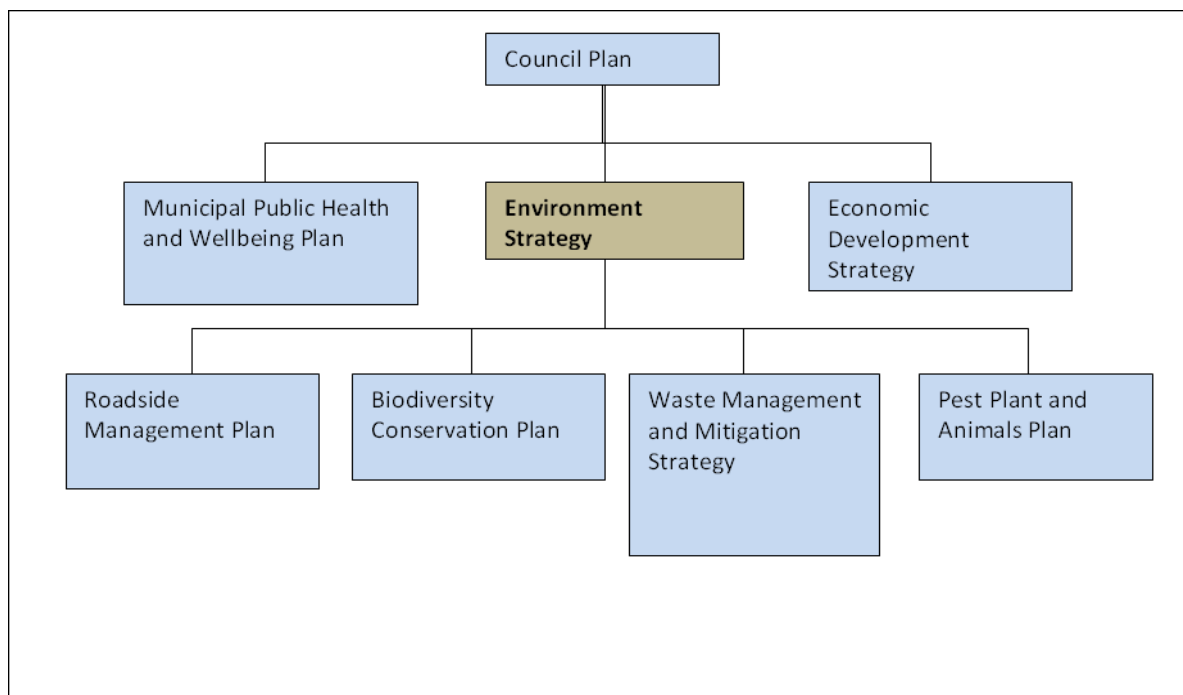 Council Plan
Municipal Public Health
and Wellbeing Plan
Environment
Strategy
Economic
Development
Strategy
Roadside
Management Plan
Biodiversity
Conservation Plan
Waste Management
and Mitigation
Strategy
Pest Plant and
Animals Plan